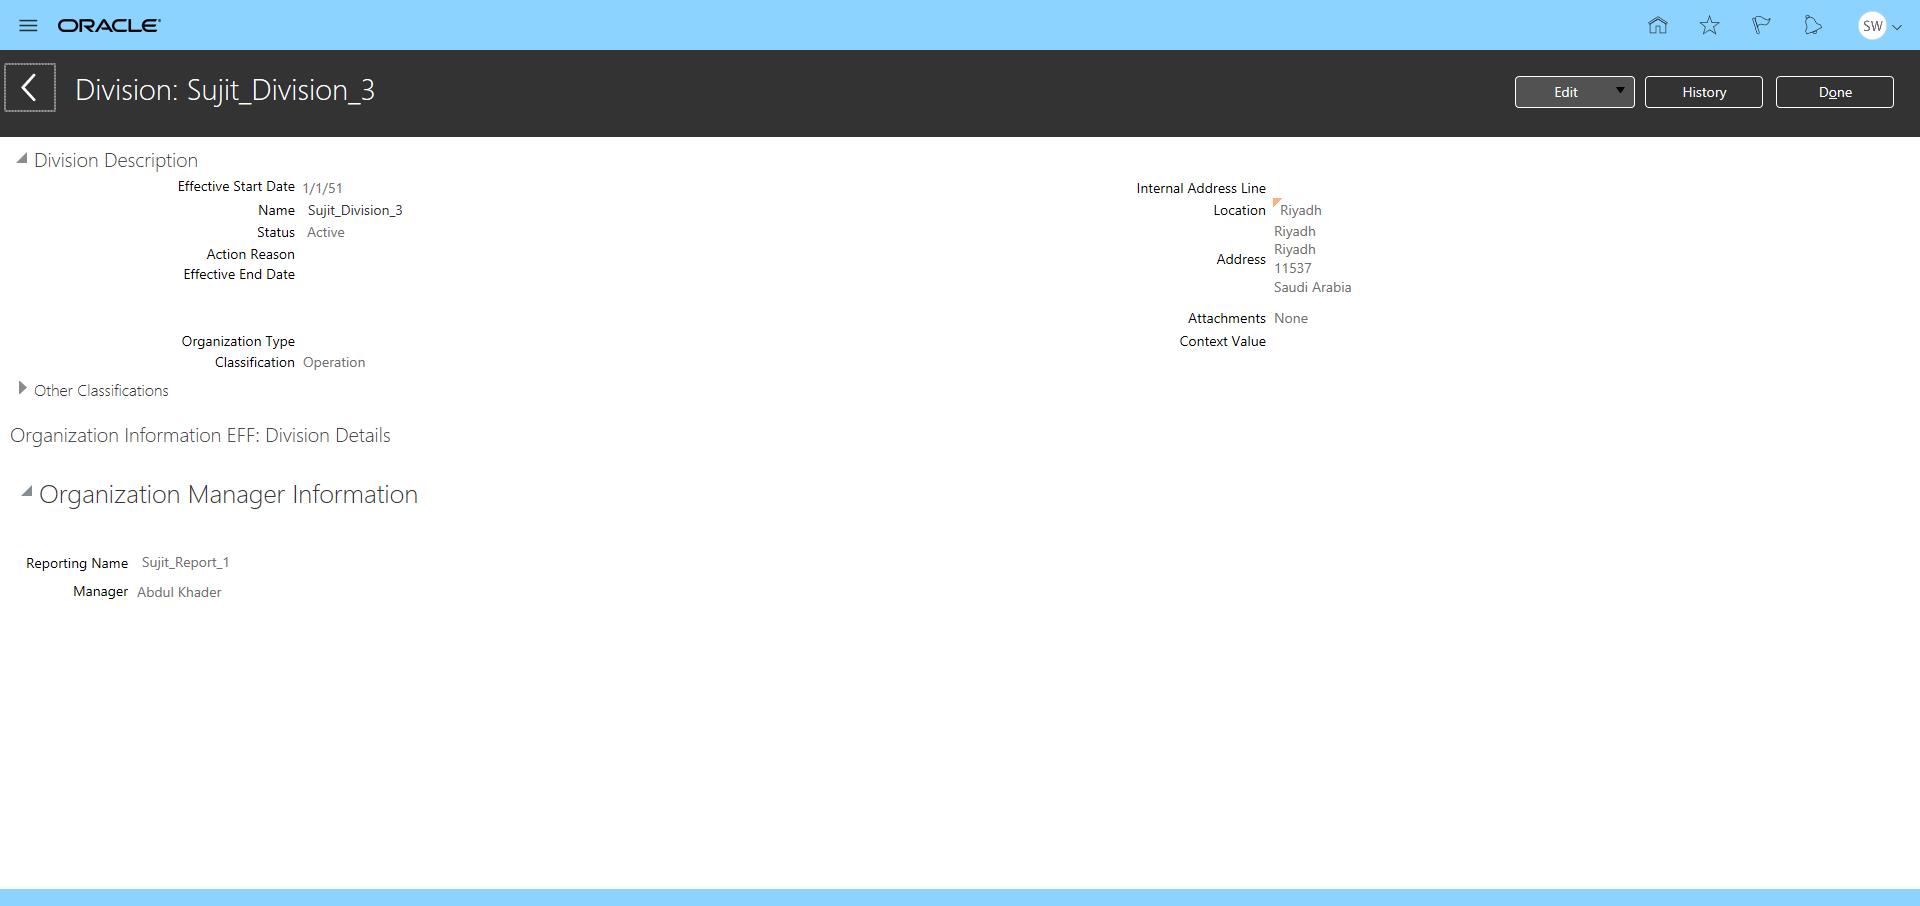 ORACLE
SW
Division: Sujit_Division_3
Edit
History
Done
Division Description
Effective Start Date 1/1/51
Name Sujit_Division_3
Status Active
Action Reason
Effective End Date
Organization Type
Classification Operation
Internal Address Line
Location Riyadh
Address Riyadh
Riyadh
11537
Saudi Arabia
Attachments None
Context Value
Other Classifications
Organization Information EFF: Division Details
Organization Manager Information
Reporting Name Sujit_Report_1
Manager Abdul Khader